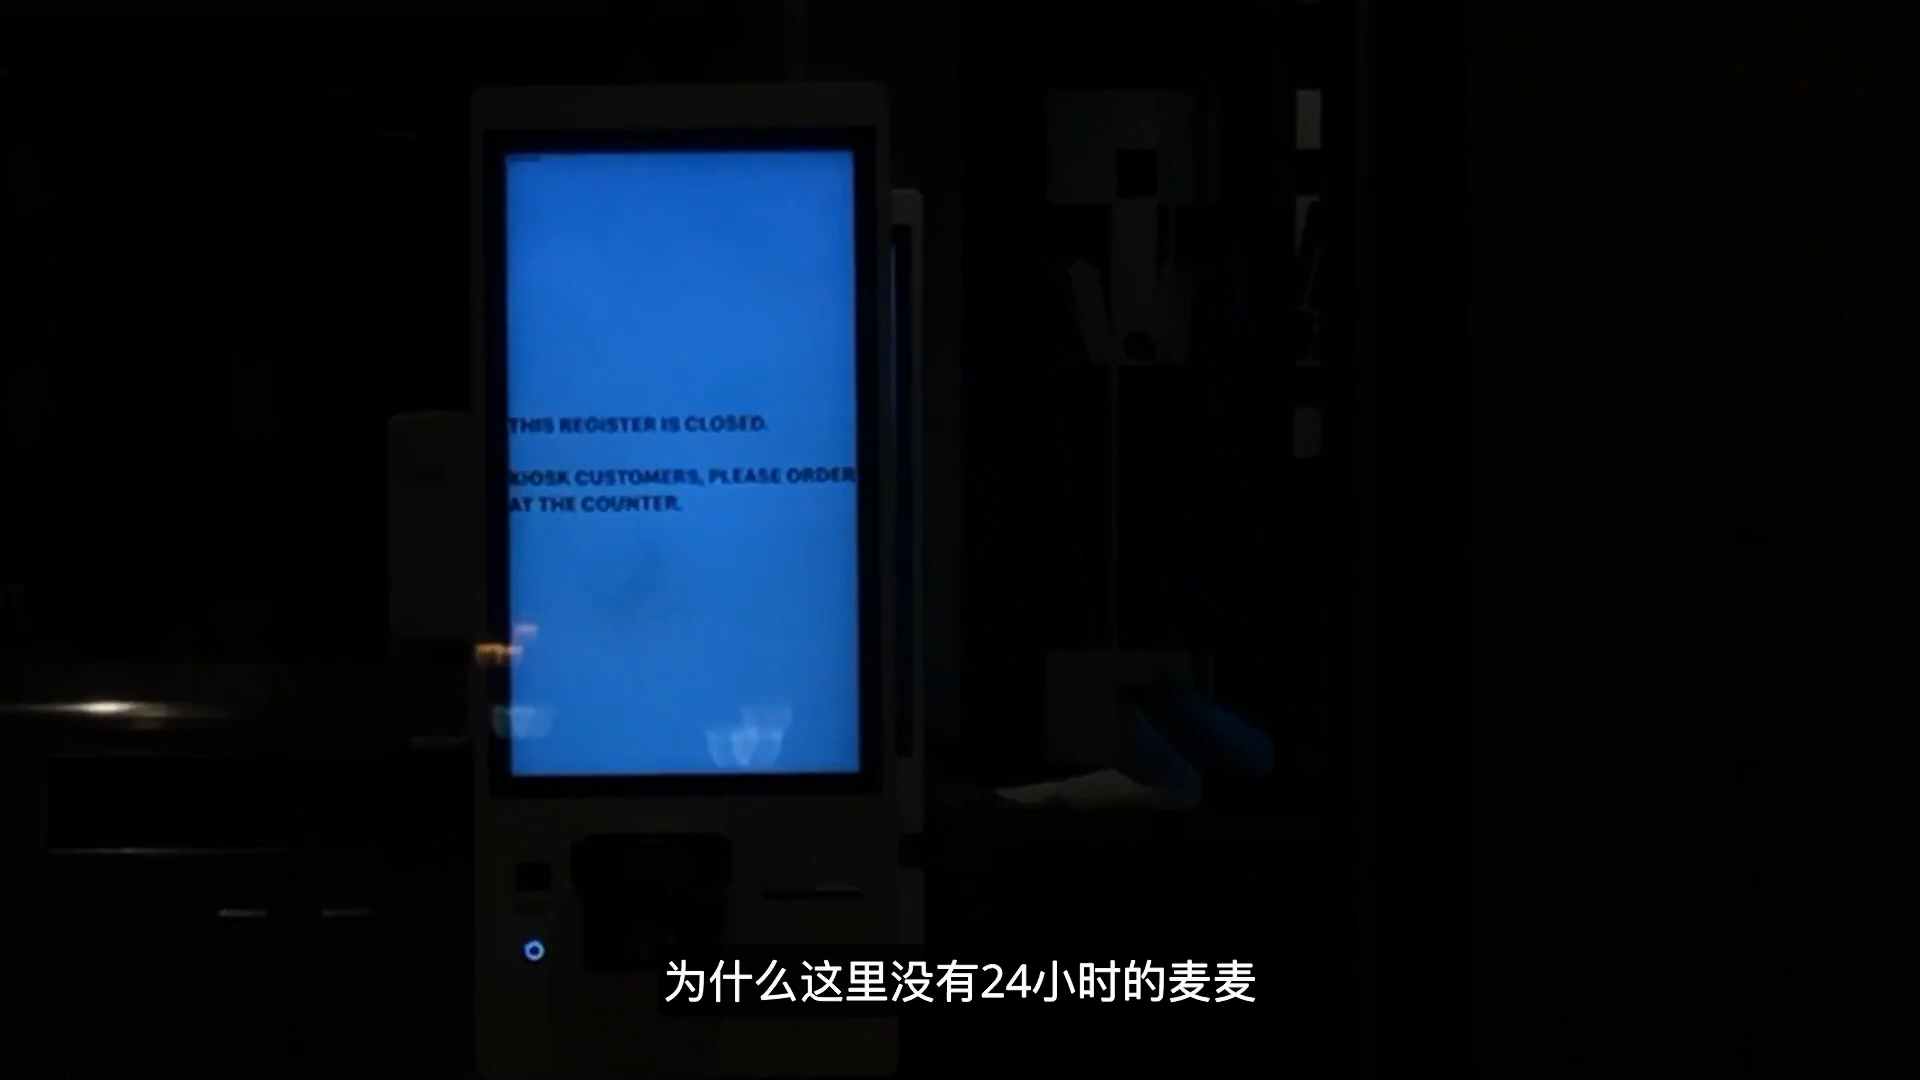 THIS REGISTER IS CLOSED.
KIOSK CUSTOMERS, PLEASE ORDER
AT THE COUNTER.
为什么这里没有24小时的麦麦